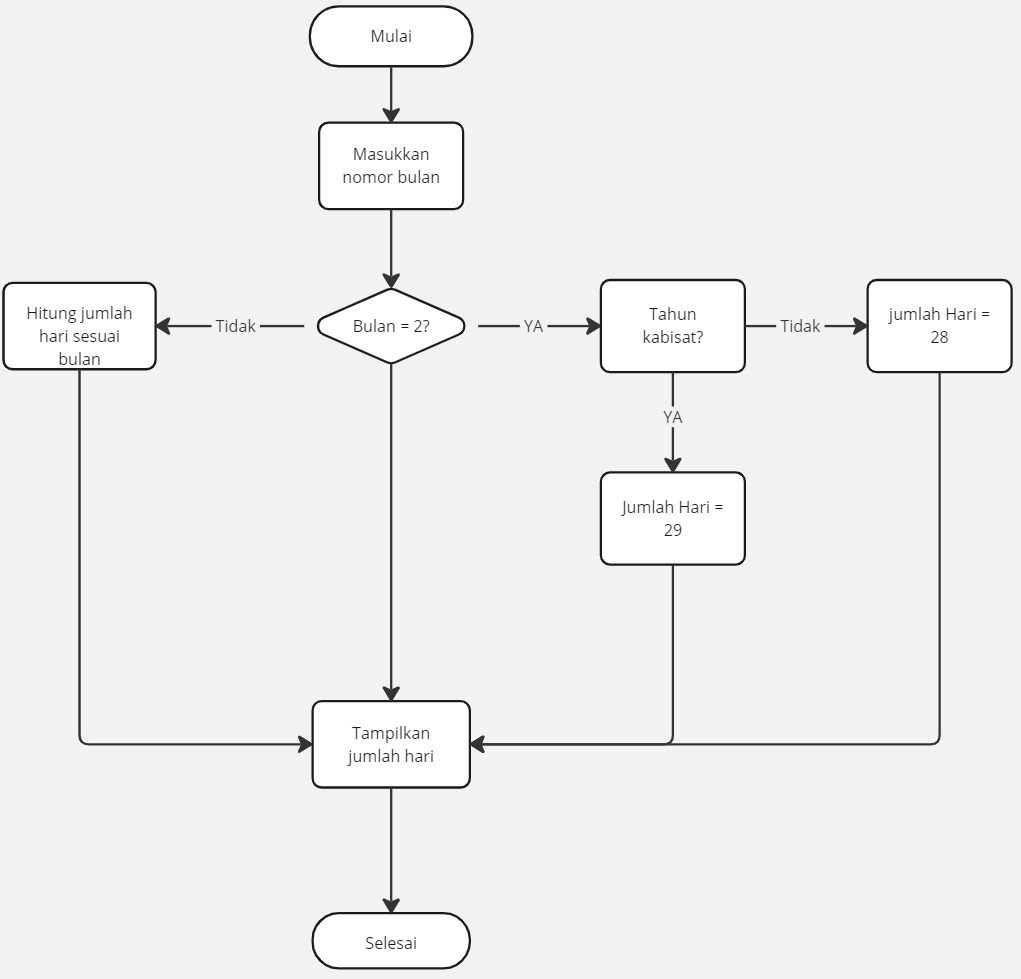 Mulai
Masukkan
nomor bulan
Hitung jumlah
hari sesuai
bulan
Tidak
Bulan = 2?
YA
Tahun
kabisat?
Tidak
jumlah Hari =
28
YA
Jumlah Hari =
29
Tampilkan
jumlah hari
Selesai